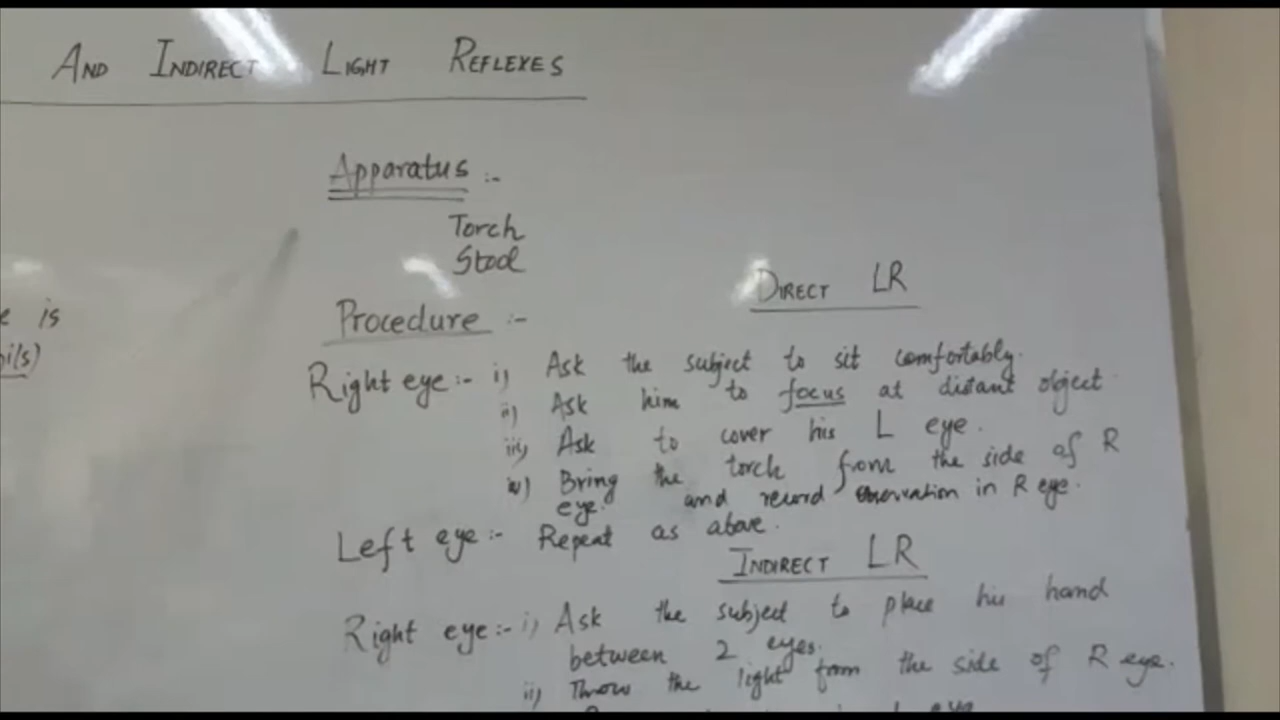 AND INDIRECT LIGHT REFLEXES
Apparatus :-
Torch
Stool
e is
pil(s)
Procedure :-
DIRECT LR
Right eye :- i) Ask the subject to sit comfortably.
ii) Ask him to focus at distant object.
iii) Ask to cover his L eye.
iv) Bring the torch from the side of R
eye. and record observation in R eye.
Left eye :- Repeat as above.
INDIRECT LR
Right eye :- i) Ask the subject to place his hand
between 2 eyes.
ii) Throw the light from the side of R eye.
L eye